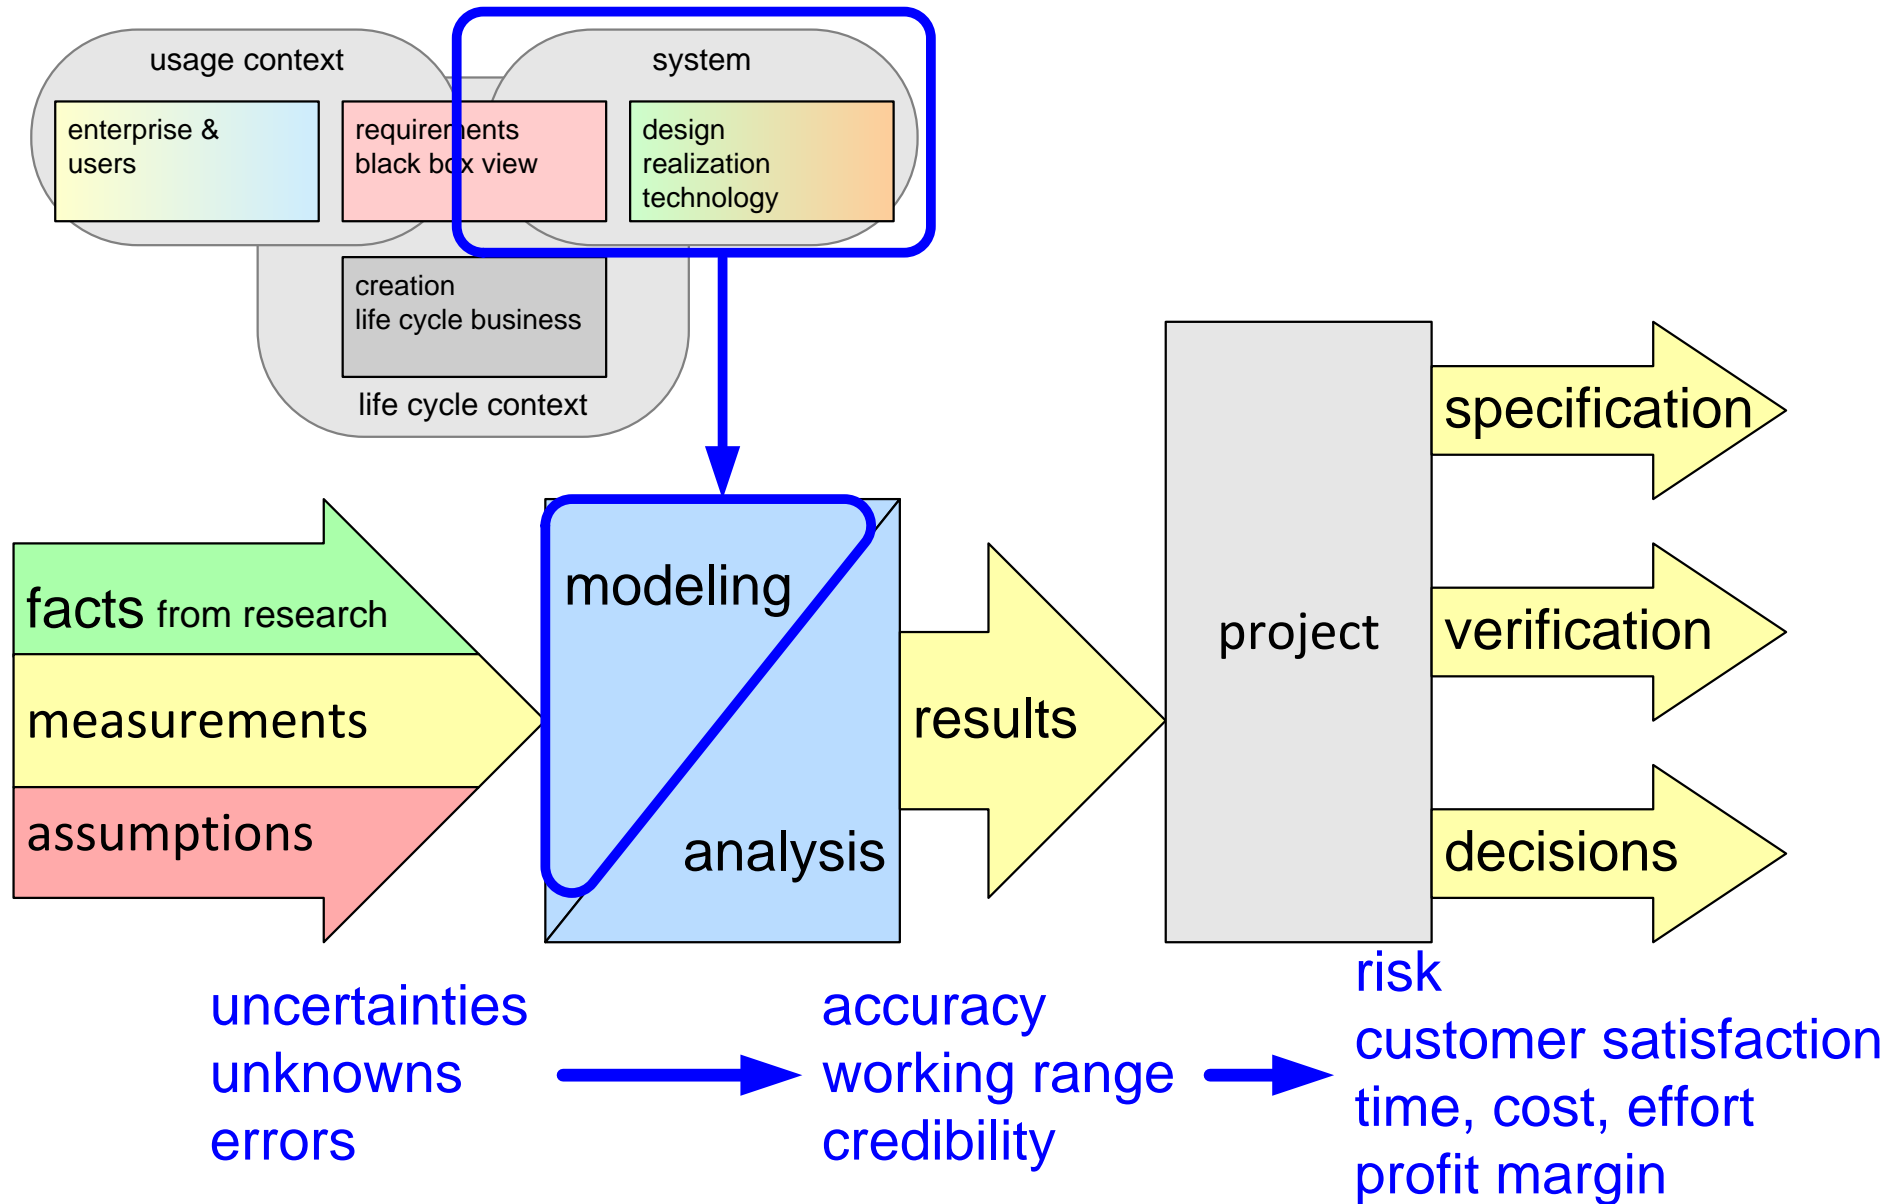 usage context
system
enterprise &
users
requirements
black box view
design
realization
technology
creation
life cycle business
life cycle context
facts from research
measurements
assumptions
modeling
analysis
results
project
specification
verification
decisions
uncertainties
unknowns
errors
accuracy
working range
credibility
risk
customer satisfaction
time, cost, effort
profit margin